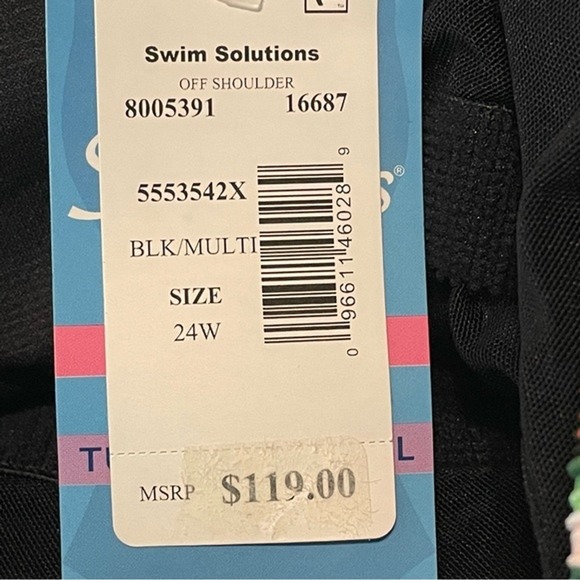 Swim Solutions
OFF SHOULDER
8005391 16687
5553542X
BLK/MULTI
SIZE
24W
0 96611 46028 9
MSRP $119.00